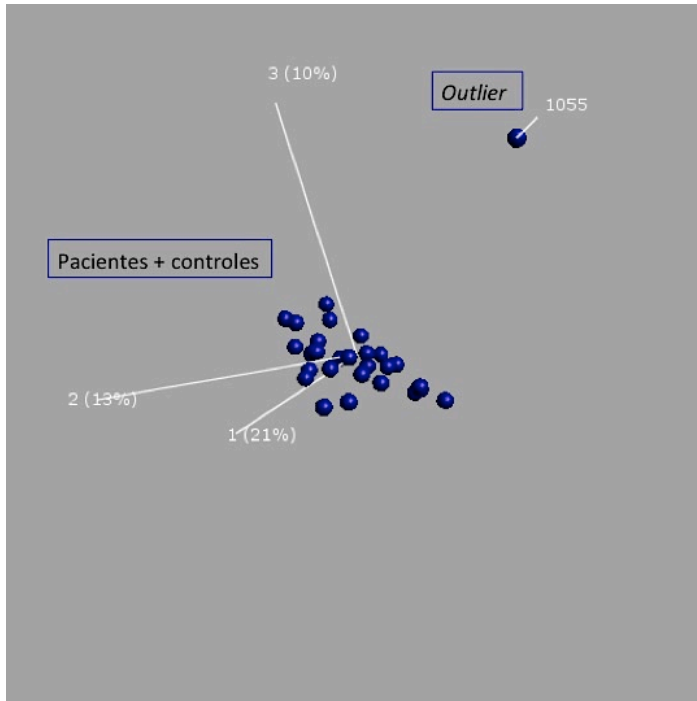 3 (10%)
Outlier
1055
Pacientes + controles
2 (13%)
1 (21%)